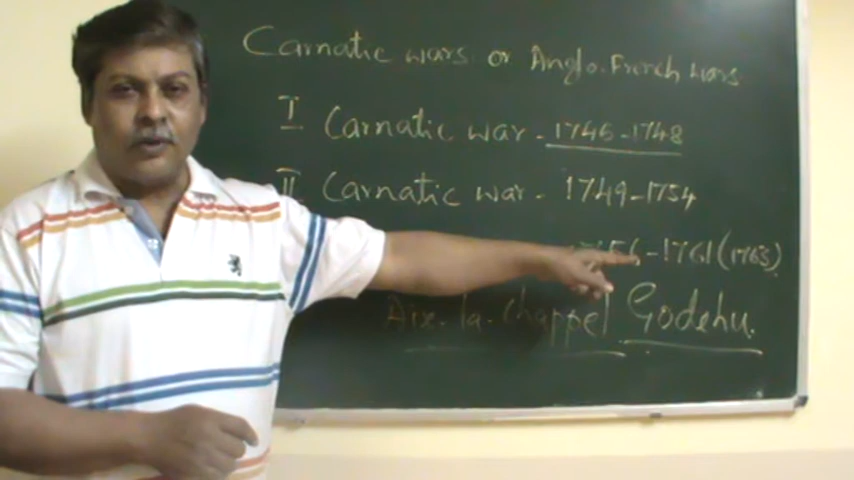 Carnatic wars or Anglo-French wars
I Carnatic war - 1746-1748
II Carnatic war - 1749-1754
1756-1761 (1763)
Aix-la-Chappel Godehu.